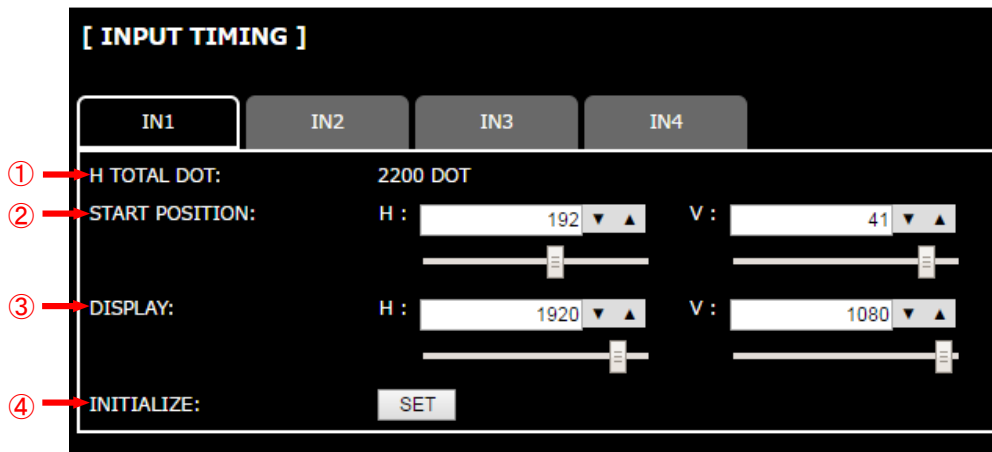 [ INPUT TIMING ]
IN1 IN2 IN3 IN4
① H TOTAL DOT: 2200 DOT
② START POSITION: H : 192 ▼ ▲ V : 41 ▼ ▲
③ DISPLAY: H : 1920 ▼ ▲ V : 1080 ▼ ▲
④ INITIALIZE: SET